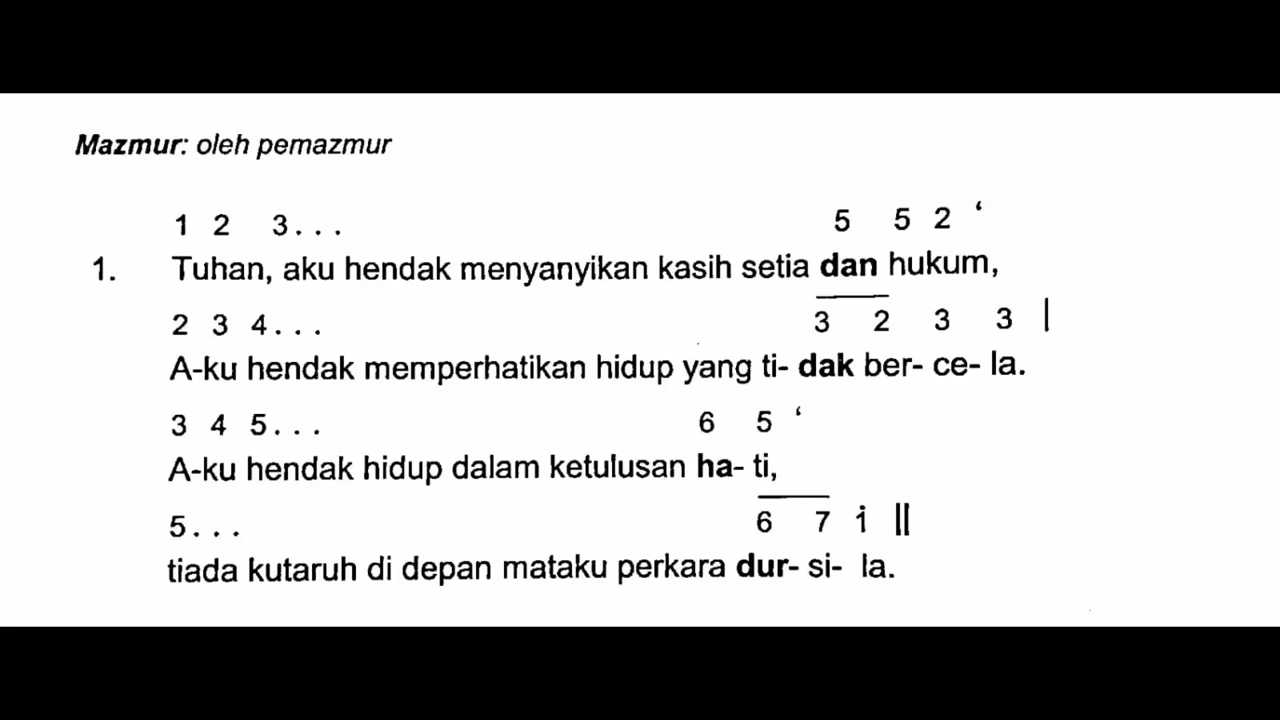 Mazmur: oleh pemazmur
1 2 3... 5 5 2 ‘
1. Tuhan, aku hendak menyanyikan kasih setia dan hukum,
2 3 4... 3 2 3 3 |
A-ku hendak memperhatikan hidup yang ti- dak ber- ce- la.
3 4 5... 6 5 ‘
A-ku hendak hidup dalam ketulusan ha- ti,
5... 6 7 i ||
tiada kutaruh di depan mataku perkara dur- si- la.